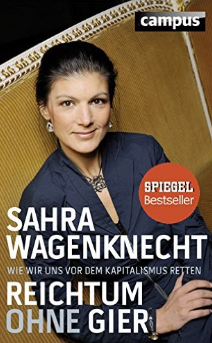 campus
SPIEGEL
Bestseller
SAHRA
WAGENKNECHT
WIE WIR UNS VOR DEM KAPITALISMUS RETTEN
REICHTUM
OHNE GIER